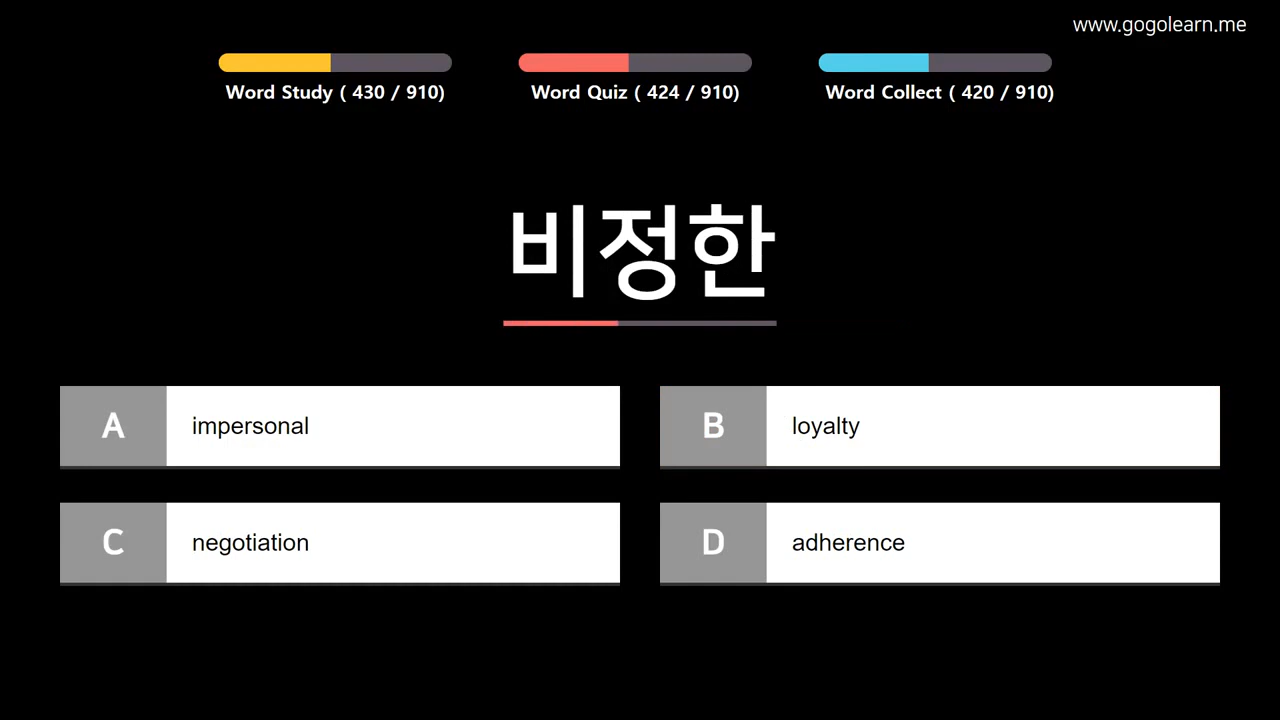 www.gogolearn.me
Word Study ( 430 / 910)
Word Quiz ( 424 / 910)
Word Collect ( 420 / 910)
비정한
A impersonal
B loyalty
C negotiation
D adherence